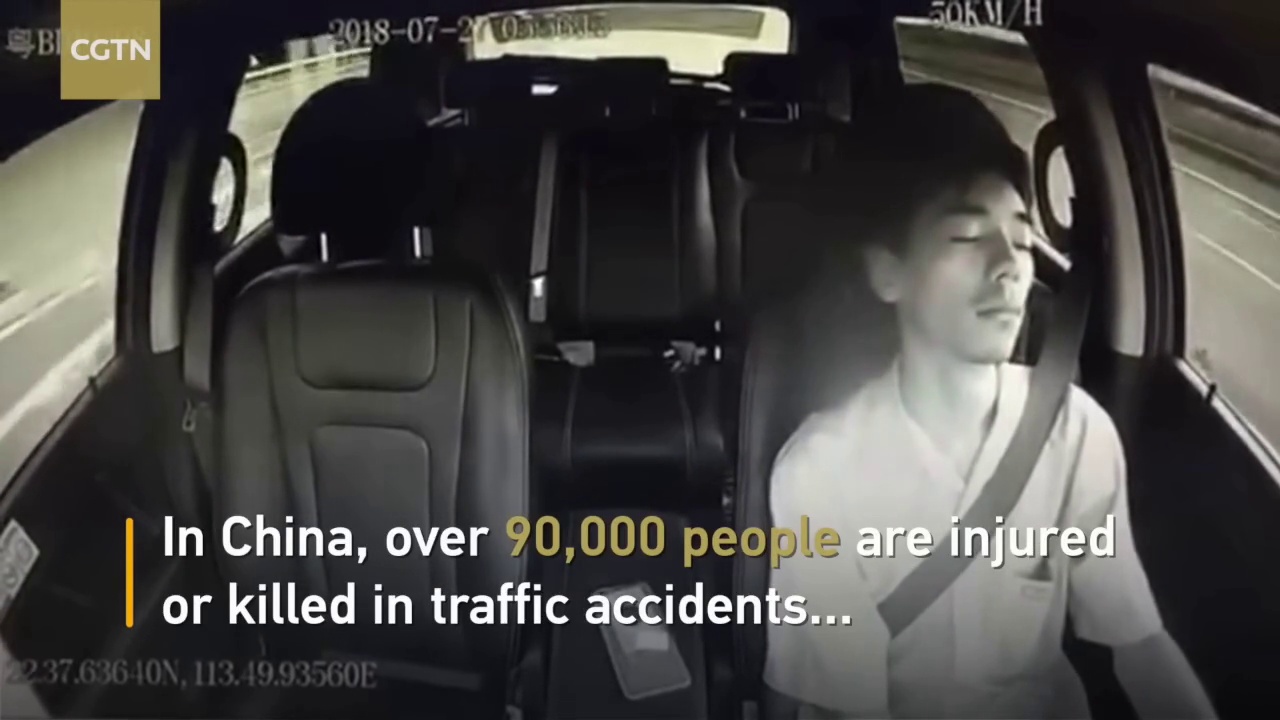 CGTN
2018-07-27
50KM/H
In China, over 90,000 people are injured
or killed in traffic accidents...
22.37.63640N, 113.49.93560E